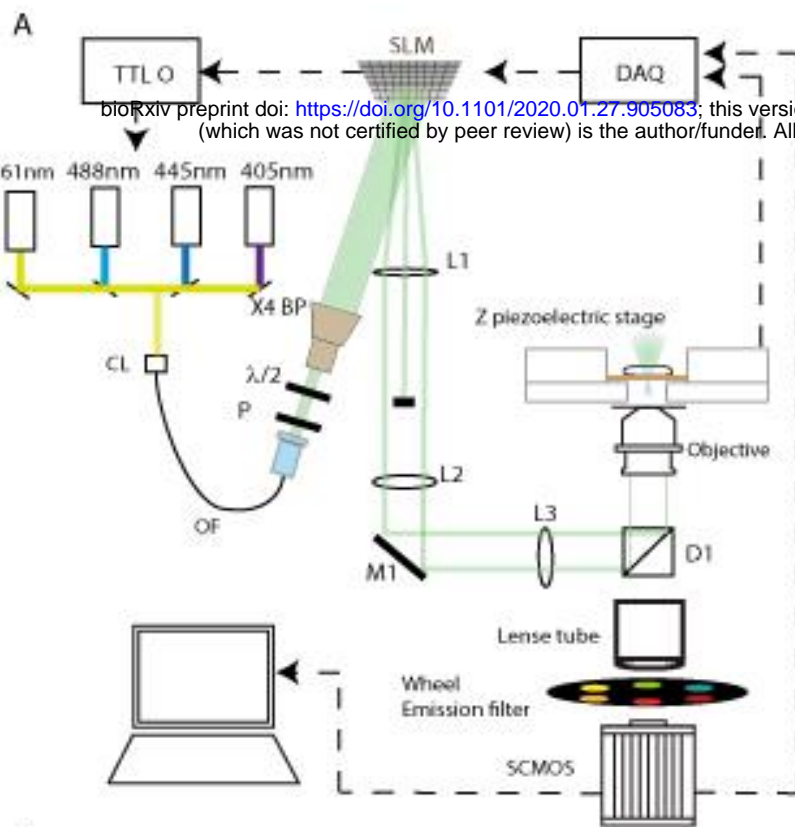 A
SLM
TTL O
DAQ
bioRxiv preprint doi: https://doi.org/10.1101/2020.01.27.905083; this versi
(which was not certified by peer review) is the author/funder. All
61nm 488nm 445nm 405nm
L1
X4 BP
Z piezoelectric stage
CL
λ/2
P
Objective
L2
L3
OF
M1
D1
Lense tube
Wheel
Emission filter
SCMOS